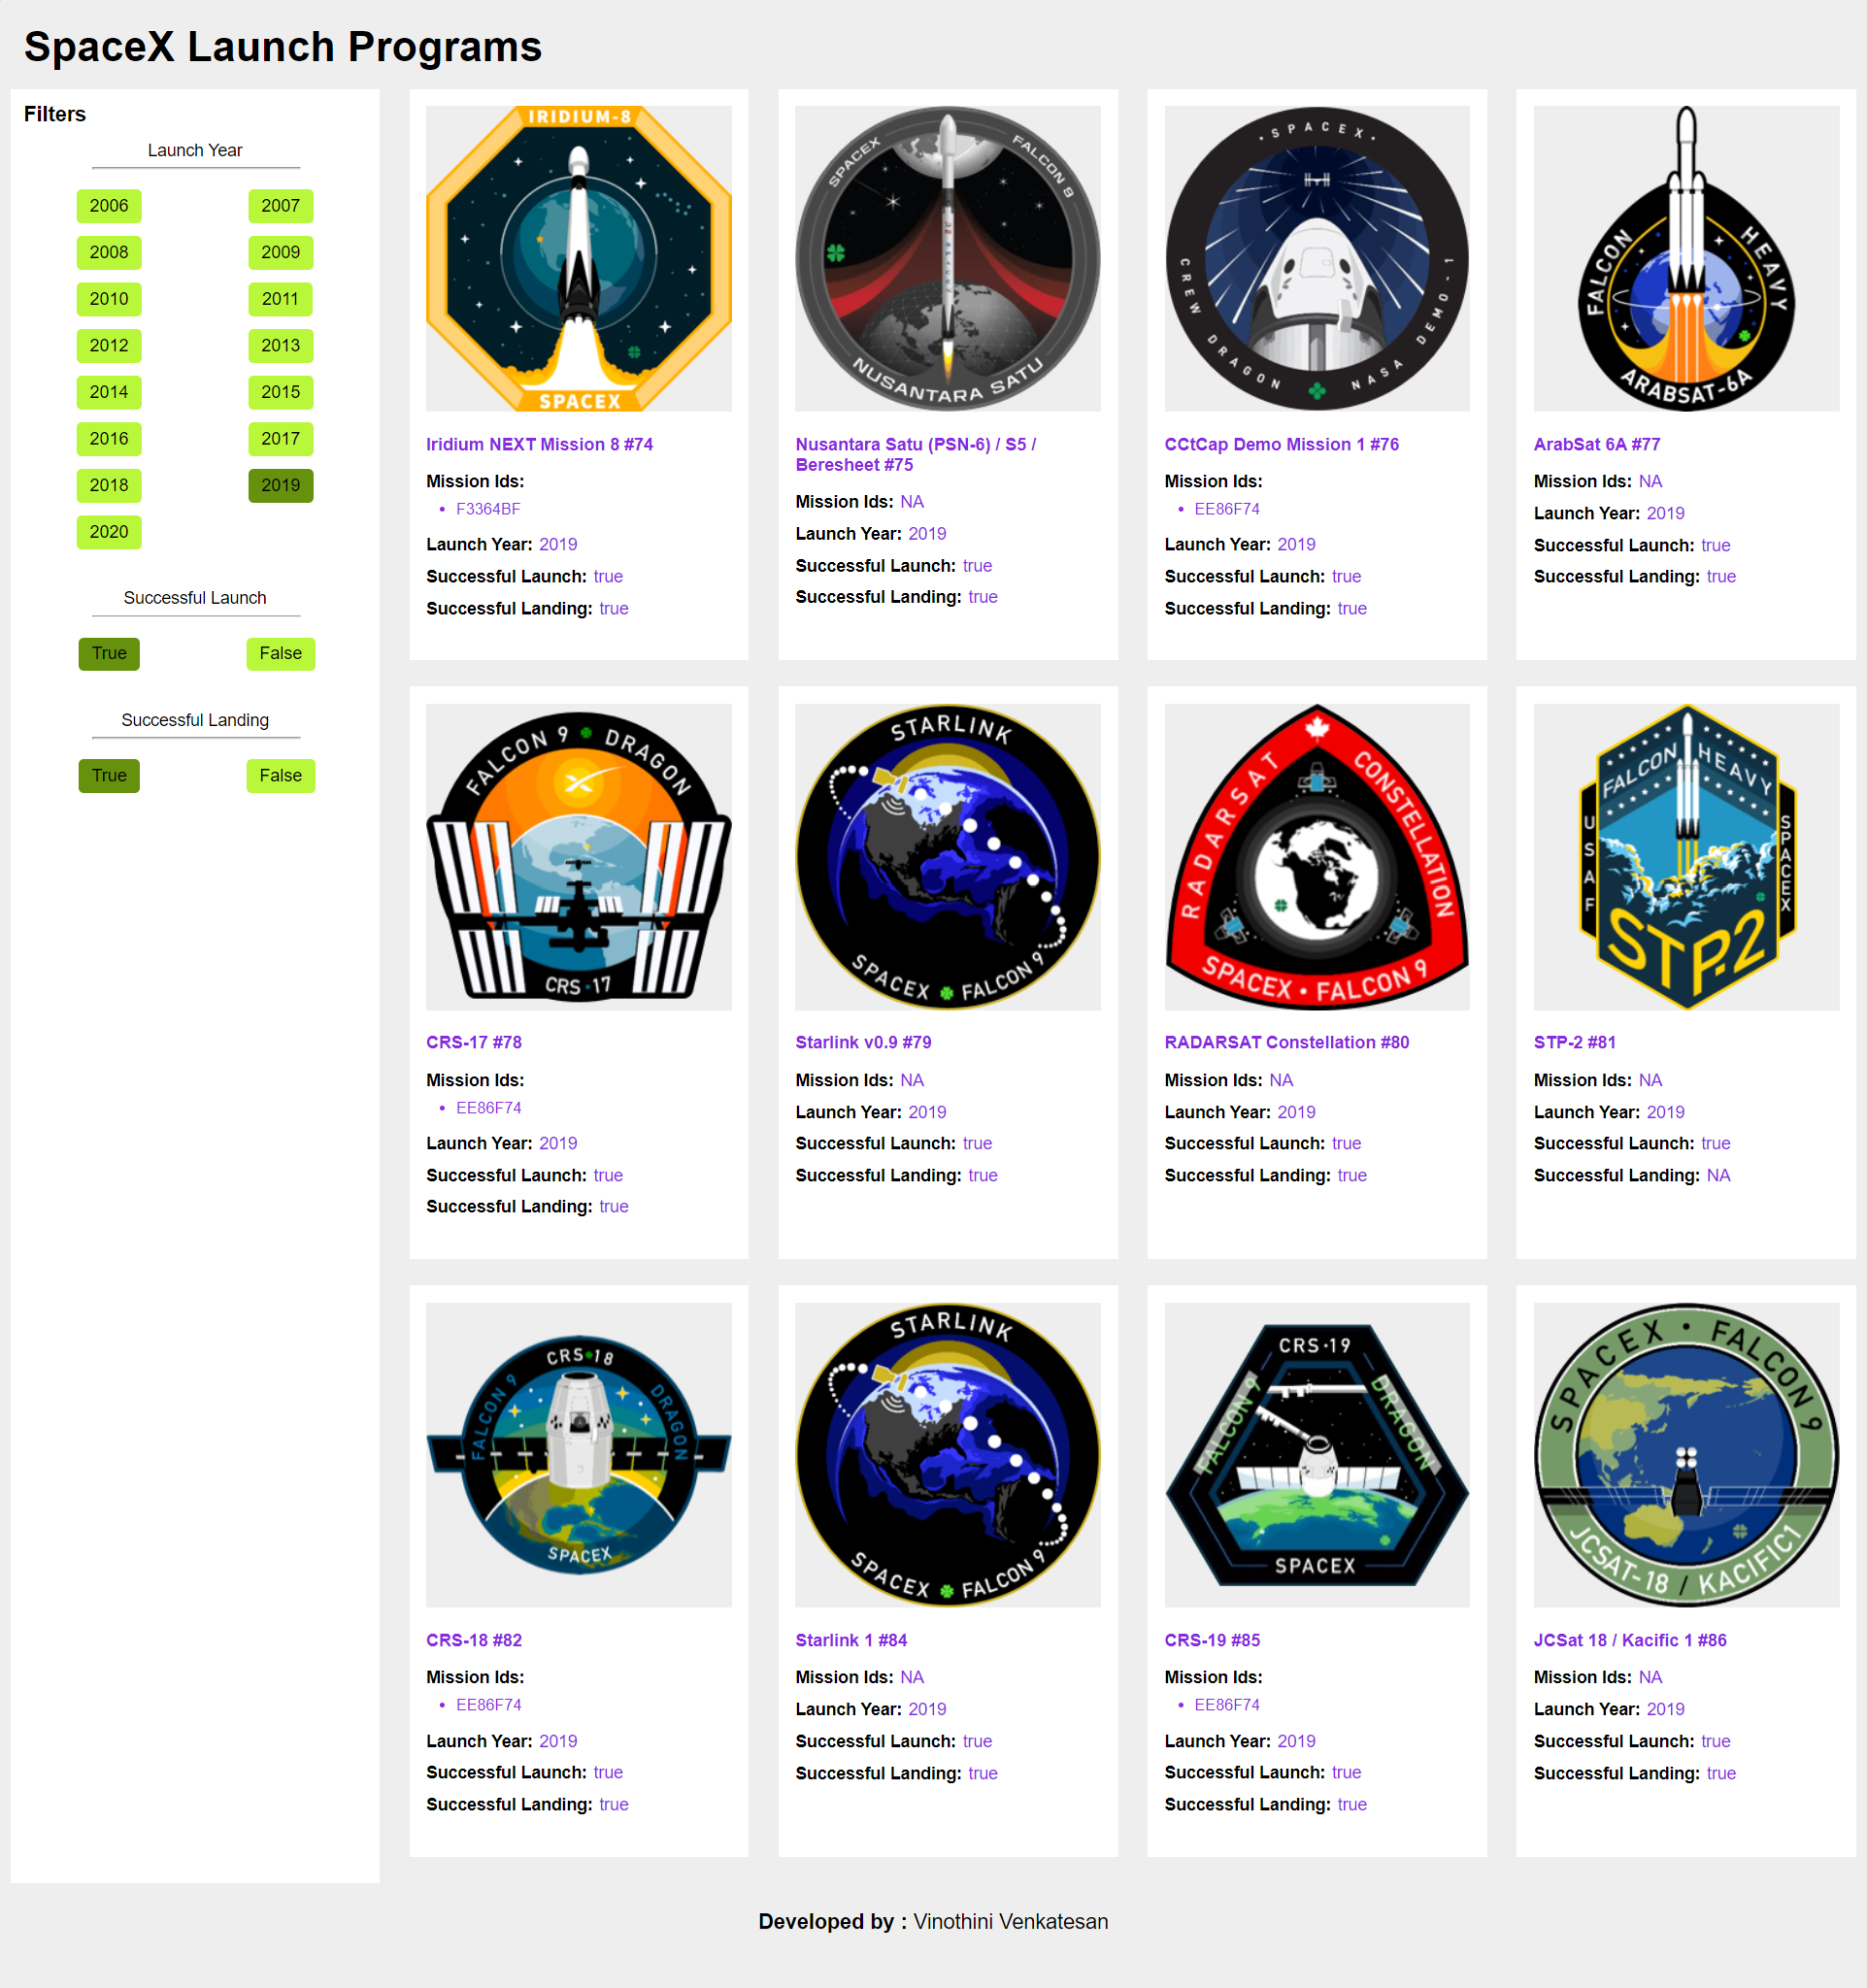 SpaceX Launch Programs
Filters
Launch Year
2006 2007
2008 2009
2010 2011
2012 2013
2014 2015
2016 2017
2018 2019
2020
Successful Launch
True False
Successful Landing
True False
IRIDIUM-8
SPACEX
Iridium NEXT Mission 8 #74
Mission Ids:
• F3364BF
Launch Year: 2019
Successful Launch: true
Successful Landing: true
SPACEX FALCON 9
NUSANTARA SATU
Nusantara Satu (PSN-6) / S5 /
Beresheet #75
Mission Ids: NA
Launch Year: 2019
Successful Launch: true
Successful Landing: true
• SPACEX •
CREW DRAGON NASA DEMO-1
CCtCap Demo Mission 1 #76
Mission Ids:
• EE86F74
Launch Year: 2019
Successful Launch: true
Successful Landing: true
FALCON HEAVY
ARABSAT-6A
ArabSat 6A #77
Mission Ids: NA
Launch Year: 2019
Successful Launch: true
Successful Landing: true
FALCON 9 DRAGON
CRS·17
CRS-17 #78
Mission Ids:
• EE86F74
Launch Year: 2019
Successful Launch: true
Successful Landing: true
STARLINK
SPACEX FALCON 9
Starlink v0.9 #79
Mission Ids: NA
Launch Year: 2019
Successful Launch: true
Successful Landing: true
RADARSAT CONSTELLATION
SPACEX • FALCON 9
RADARSAT Constellation #80
Mission Ids: NA
Launch Year: 2019
Successful Launch: true
Successful Landing: true
FALCON HEAVY
USAF
SPACEX
STP-2
STP-2 #81
Mission Ids: NA
Launch Year: 2019
Successful Launch: true
Successful Landing: NA
CRS 18
FALCON 9 DRAGON
SPACEX
CRS-18 #82
Mission Ids:
• EE86F74
Launch Year: 2019
Successful Launch: true
Successful Landing: true
STARLINK
SPACEX FALCON 9
Starlink 1 #84
Mission Ids: NA
Launch Year: 2019
Successful Launch: true
Successful Landing: true
CRS·19
FALCON 9 DRAGON
SPACEX
CRS-19 #85
Mission Ids:
• EE86F74
Launch Year: 2019
Successful Launch: true
Successful Landing: true
SPACEX • FALCON 9
JCSAT-18 / KACIFIC1
JCSat 18 / Kacific 1 #86
Mission Ids: NA
Launch Year: 2019
Successful Launch: true
Successful Landing: true
Developed by : Vinothini Venkatesan